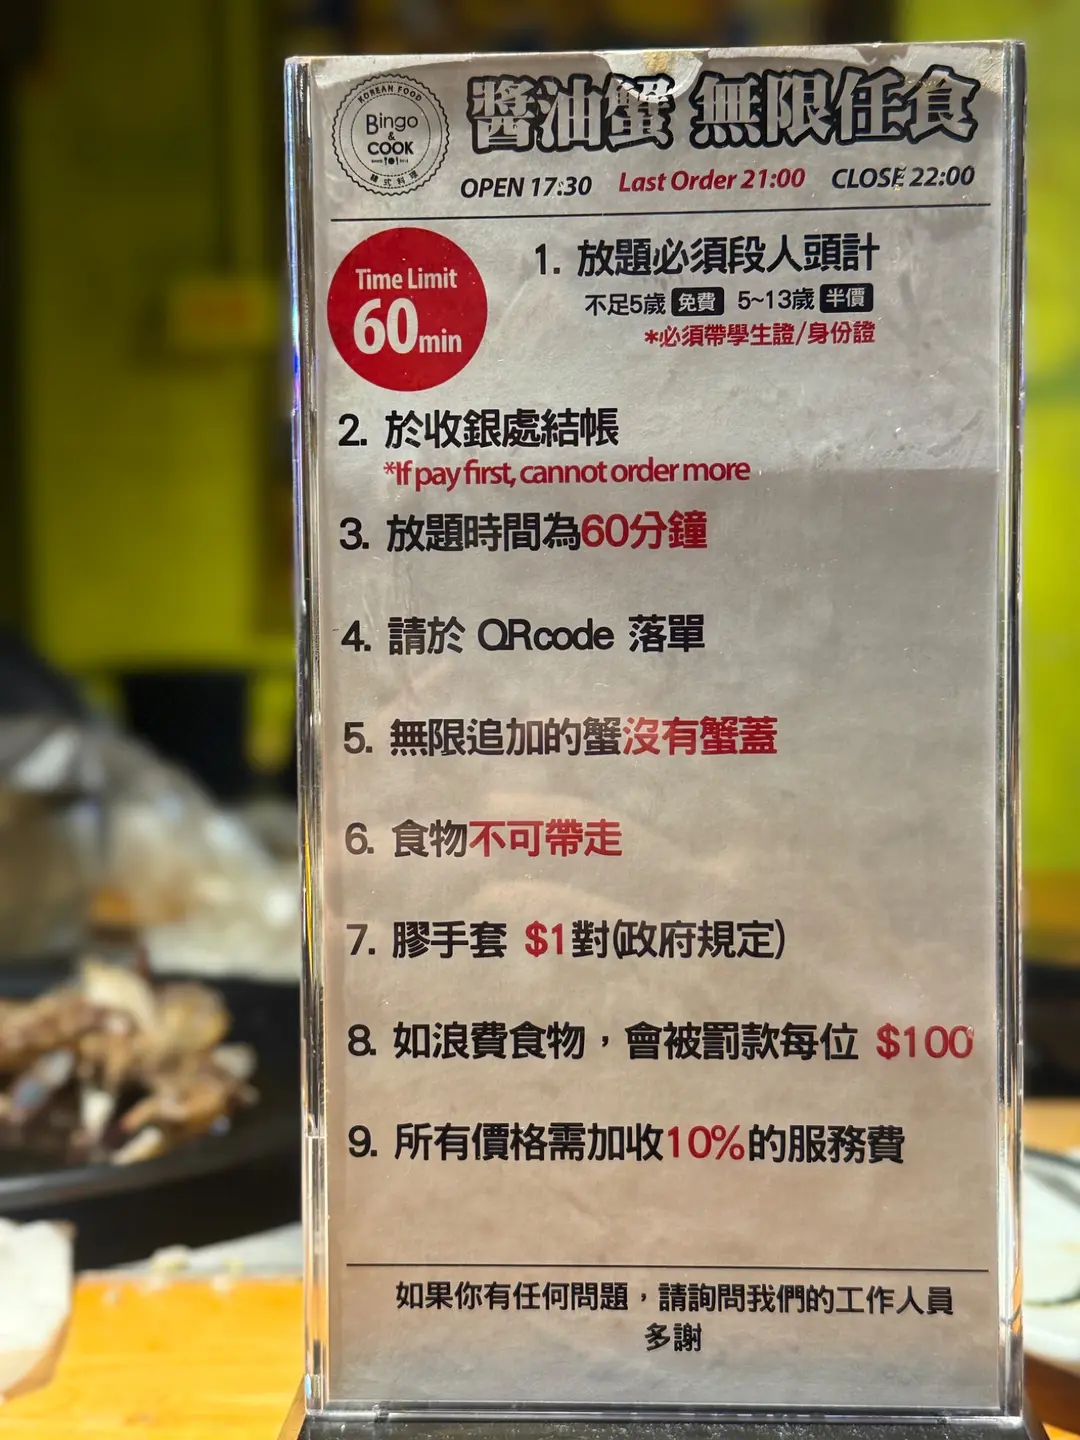 KOREAN FOOD
Bingo
&
COOK
韓式料理
醬油蟹 無限任食
OPEN 17:30 Last Order 21:00 CLOSE 22:00
Time Limit
60min
1. 放題必須段人頭計
不足5歲 免費 5~13歲 半價
*必須帶學生證/身份證
2. 於收銀處結帳
*If pay first, cannot order more
3. 放題時間為60分鐘
4. 請於 QRcode 落單
5. 無限追加的蟹沒有蟹蓋
6. 食物不可帶走
7. 膠手套 $1對(政府規定)
8. 如浪費食物，會被罰款每位 $100
9. 所有價格需加收10%的服務費
如果你有任何問題，請詢問我們的工作人員
多謝